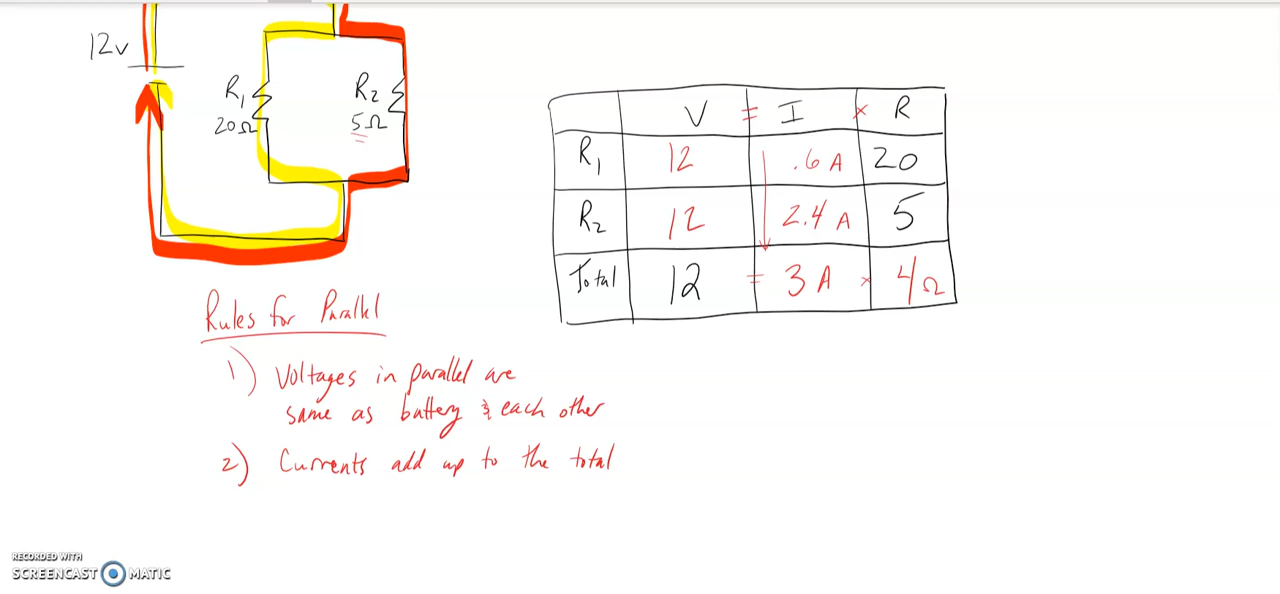 12v
R1
20Ω
R2
5Ω
V = I × R
R1 12 .6 A 20
R2 12 2.4 A 5
Total 12 = 3 A × 4Ω
Rules for Parallel
1) Voltages in parallel are
same as battery & each other
2) Currents add up to the total
RECORDED WITH
SCREENCAST MATIC